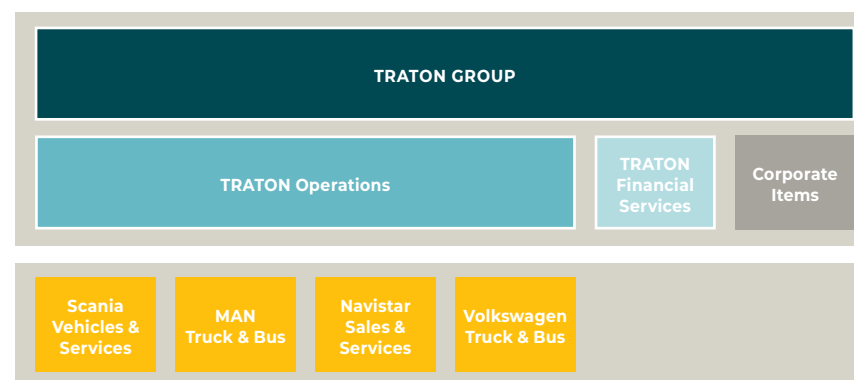 TRATON GROUP
TRATON Operations
TRATON
Financial
Services
Corporate
Items
Scania
Vehicles &
Services
MAN
Truck & Bus
Navistar
Sales &
Services
Volkswagen
Truck & Bus